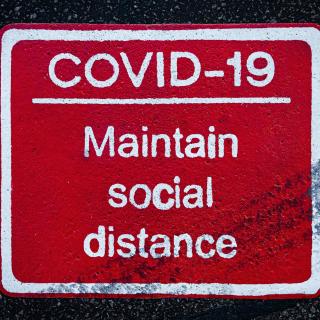 COVID-19
Maintain
social
distance